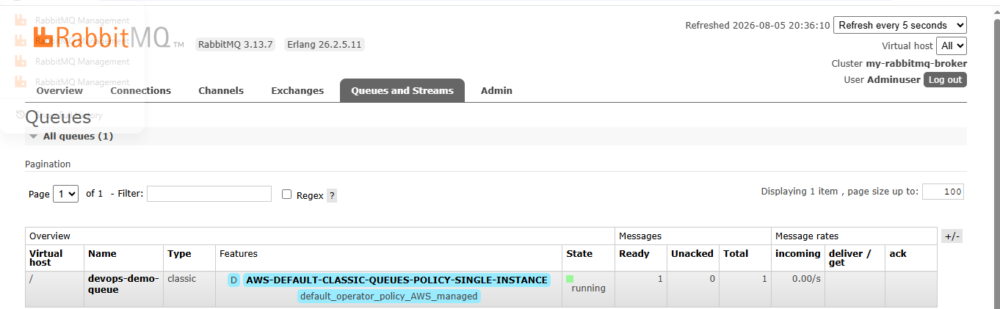 RabbitMQ Management
RabbitMQ Management
RabbitMQ Management
RabbitMQ Management
RabbitMQ TM
RabbitMQ 3.13.7 Erlang 26.2.5.11
Refreshed 2026-08-05 20:36:10 Refresh every 5 seconds
Virtual host All
Cluster my-rabbitmq-broker
User Adminuser Log out
Overview Connections Channels Exchanges Queues and Streams Admin
Queues
All queues (1)
Pagination
Page 1 of 1 - Filter: Regex ? Displaying 1 item , page size up to: 100
Overview Messages Message rates +/-
Virtual host Name Type Features State Ready Unacked Total incoming deliver / get ack
/ devops-demo-queue classic D AWS-DEFAULT-CLASSIC-QUEUES-POLICY-SINGLE-INSTANCE running 1 0 1 0.00/s
default_operator_policy_AWS_managed